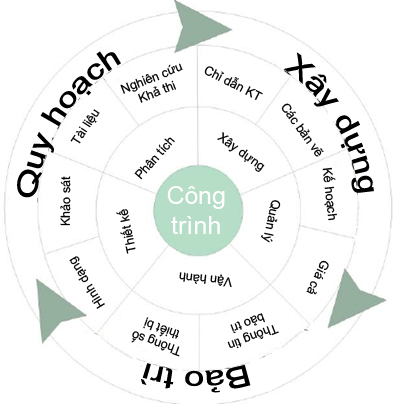 Quy hoạch
Xây dựng
Bảo trì
Nghiên cứu
Khả thi
Chỉ dẫn KT
Các bản vẽ
Kế hoạch
Giá cả
Thông tin
bảo trì
Thông số
thiết bị
Hình dạng
Khảo sát
Tài liệu
Phân tích
Xây dựng
Quản lý
Vận hành
Thiết kế
Công
trình